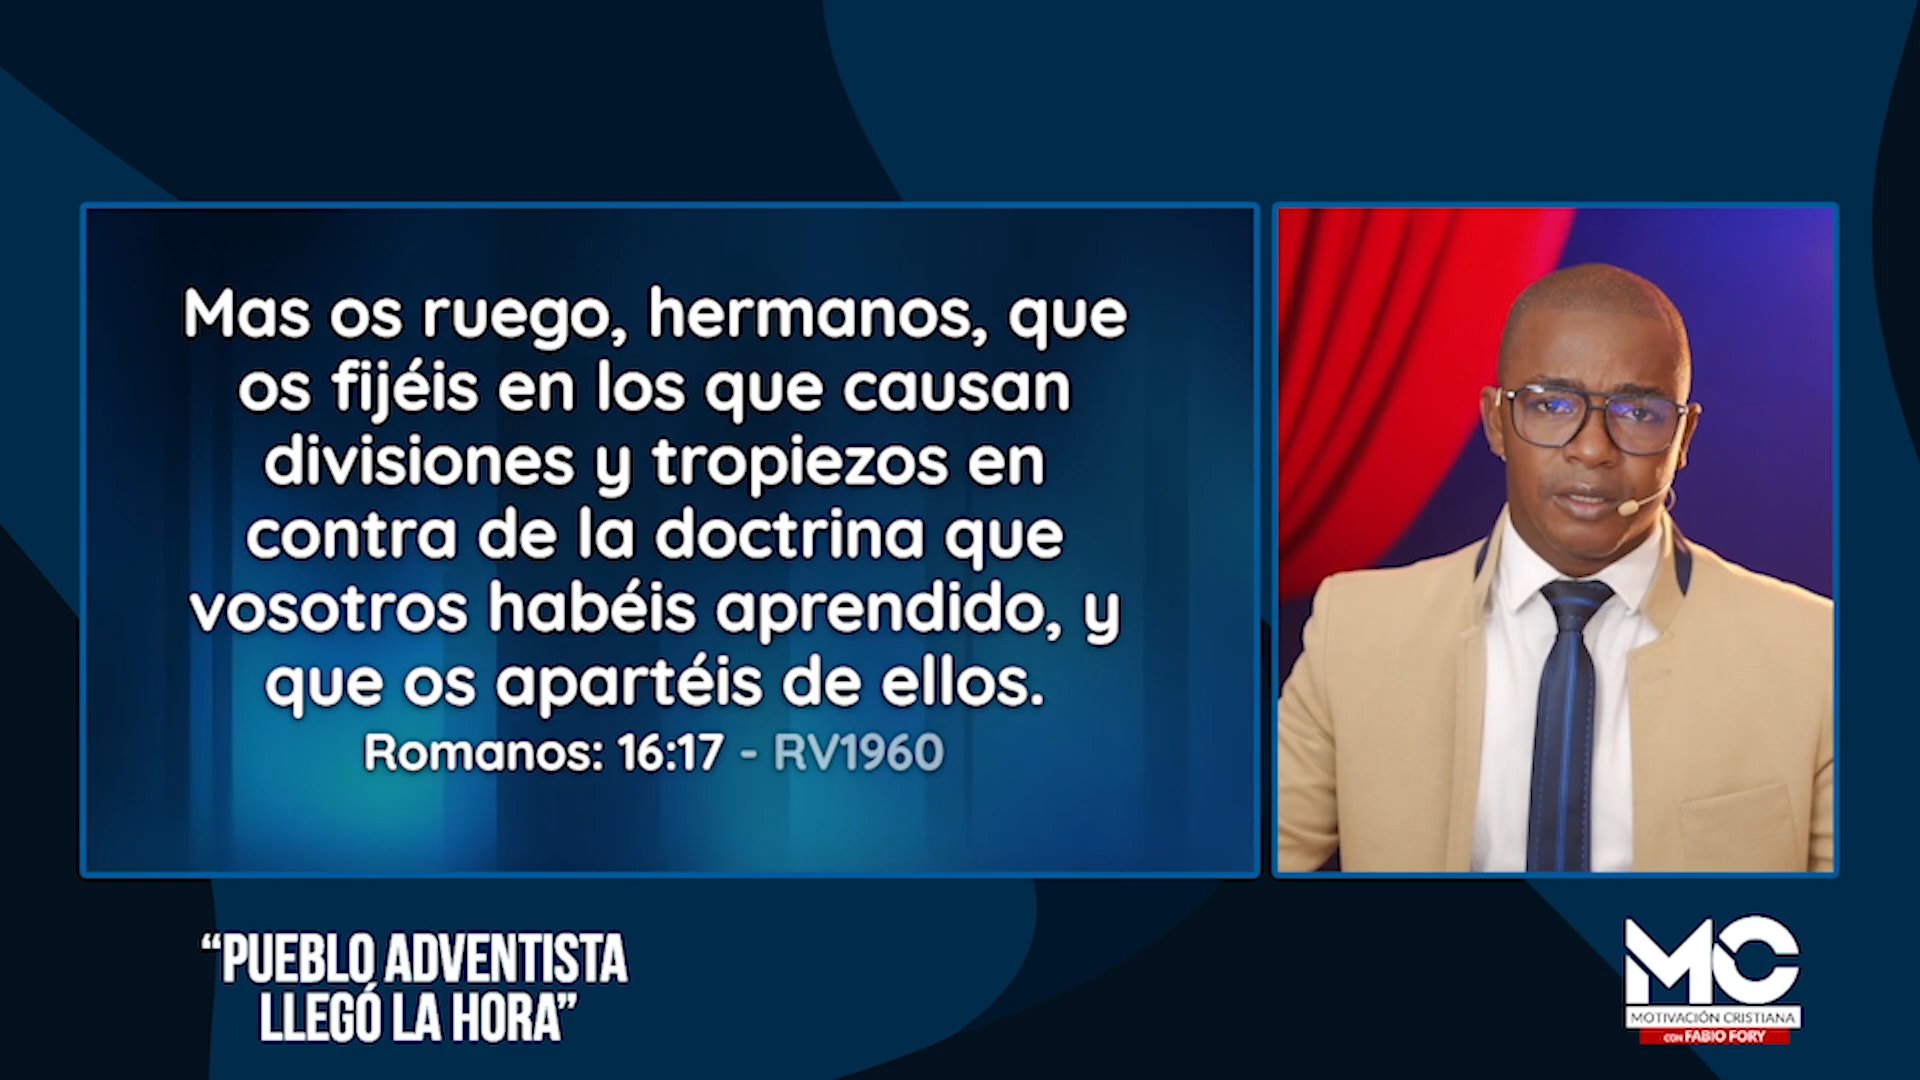 Mas os ruego, hermanos, que
os fijéis en los que causan
divisiones y tropiezos en
contra de la doctrina que
vosotros habéis aprendido, y
que os apartéis de ellos.
Romanos: 16:17 - RV1960
“PUEBLO ADVENTISTA
LLEGÓ LA HORA”
MC
MOTIVACIÓN CRISTIANA
CON FABIO FORY